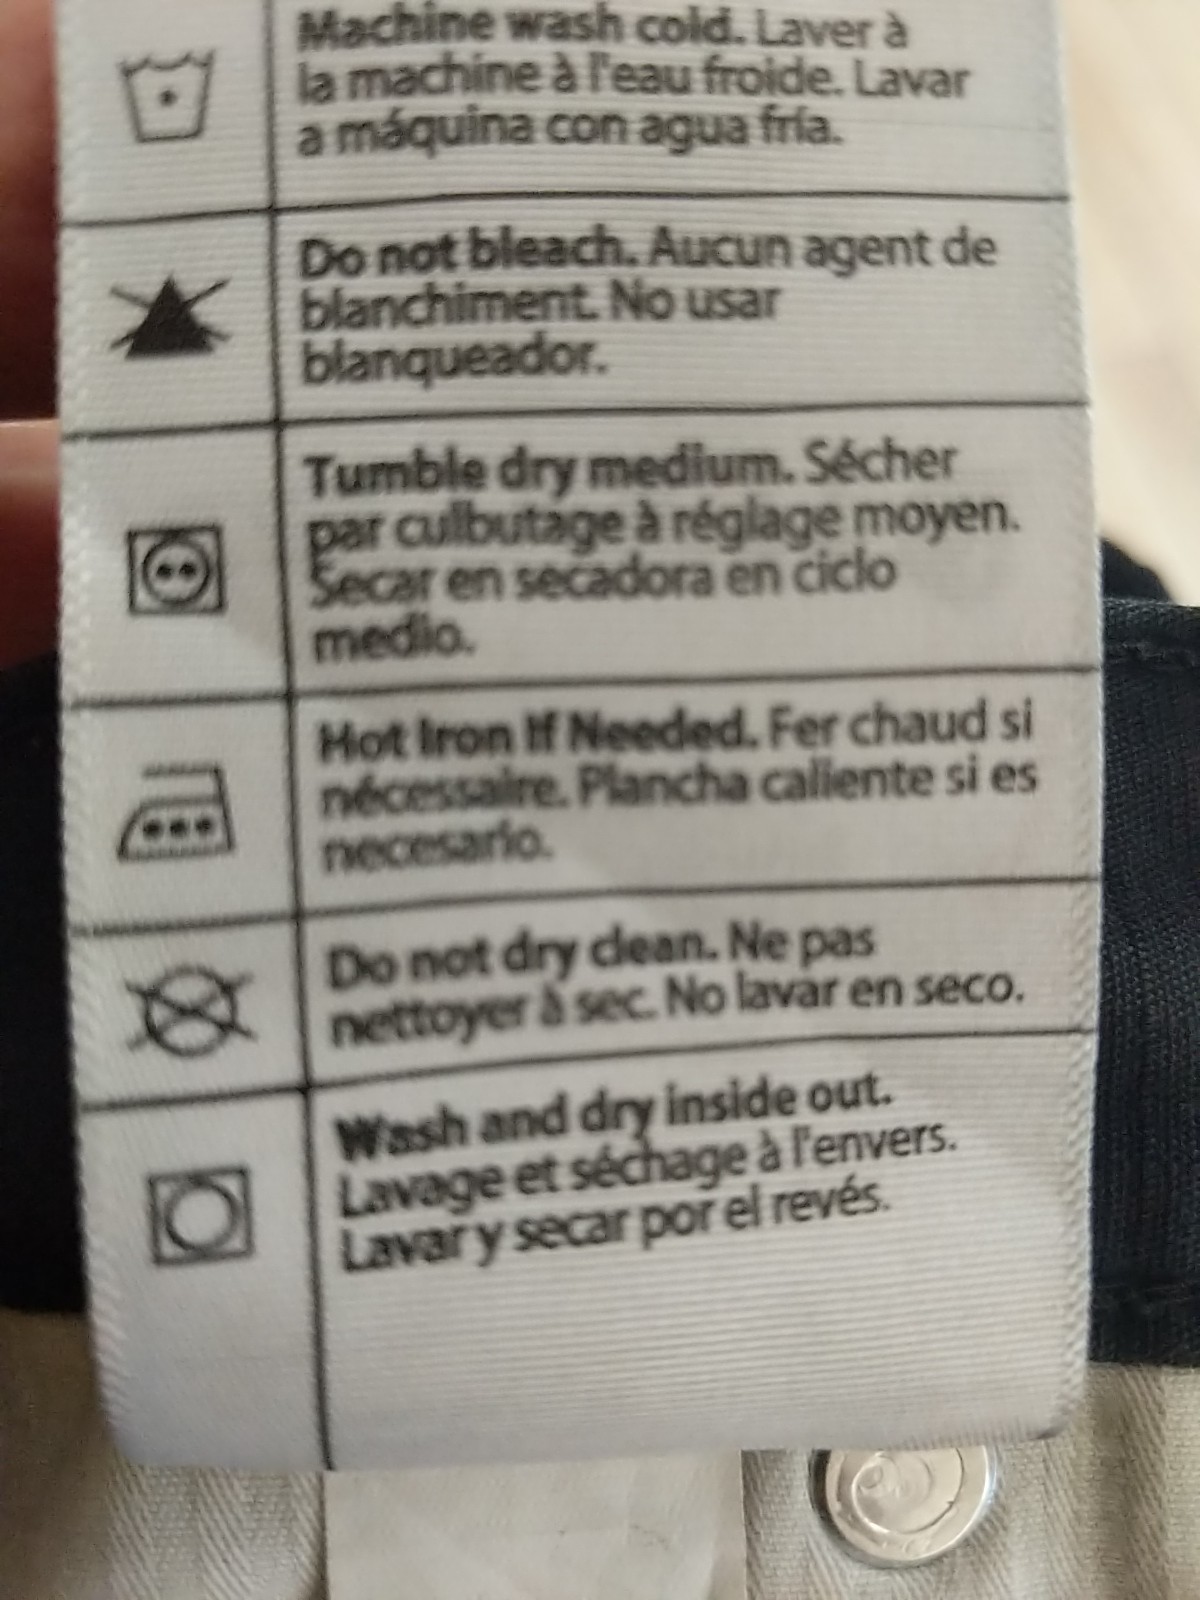 Machine wash cold. Laver à
la machine à l'eau froide. Lavar
a máquina con agua fría.
Do not bleach. Aucun agent de
blanchiment. No usar
blanqueador.
Tumble dry medium. Sécher
par culbutage à réglage moyen.
Secar en secadora en ciclo
medio.
Hot Iron If Needed. Fer chaud si
nécessaire. Plancha caliente si es
necesario.
Do not dry clean. Ne pas
nettoyer à sec. No lavar en seco.
Wash and dry inside out.
Lavage et séchage à l'envers.
Lavar y secar por el revés.